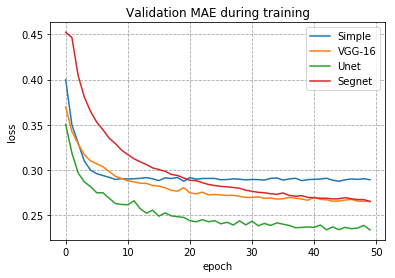 Validation MAE during training
0.45
0.40
0.35
0.30
0.25
loss
Simple
VGG-16
Unet
Segnet
0
10
20
30
40
50
epoch